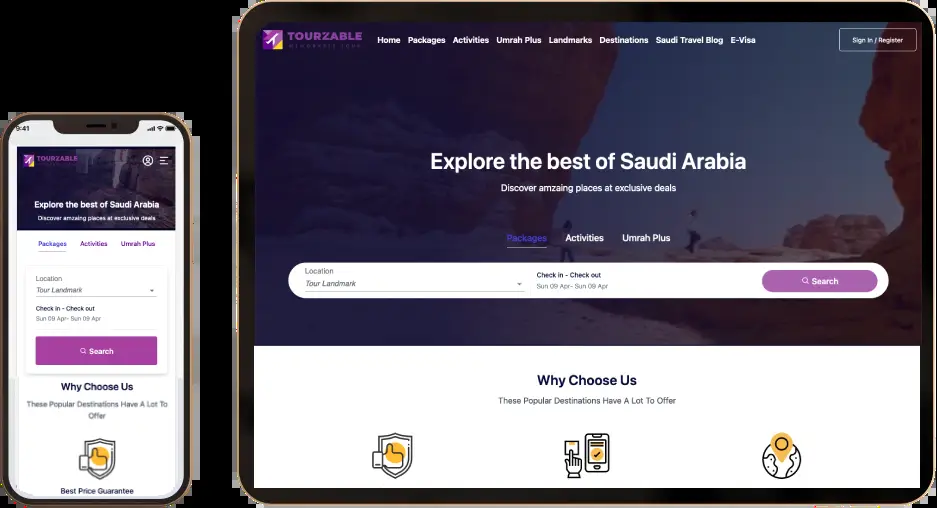 TOURZABLE
Home Packages Activities Umrah Plus Landmarks Destinations Saudi Travel Blog E-Visa
Sign In / Register
Explore the best of Saudi Arabia
Discover amzaing places at exclusive deals
Packages Activities Umrah Plus
Location
Tour Landmark
Check in - Check out
Sun 09 Apr- Sun 09 Apr
Search
Why Choose Us
These Popular Destinations Have A Lot To Offer
9:41
TOURZABLE
Explore the best of Saudi Arabia
Discover amzaing places at exclusive deals
Packages Activities Umrah Plus
Location
Tour Landmark
Check in - Check out
Sun 09 Apr- Sun 09 Apr
Search
Why Choose Us
These Popular Destinations Have A Lot To
Offer
Best Price Guarantee